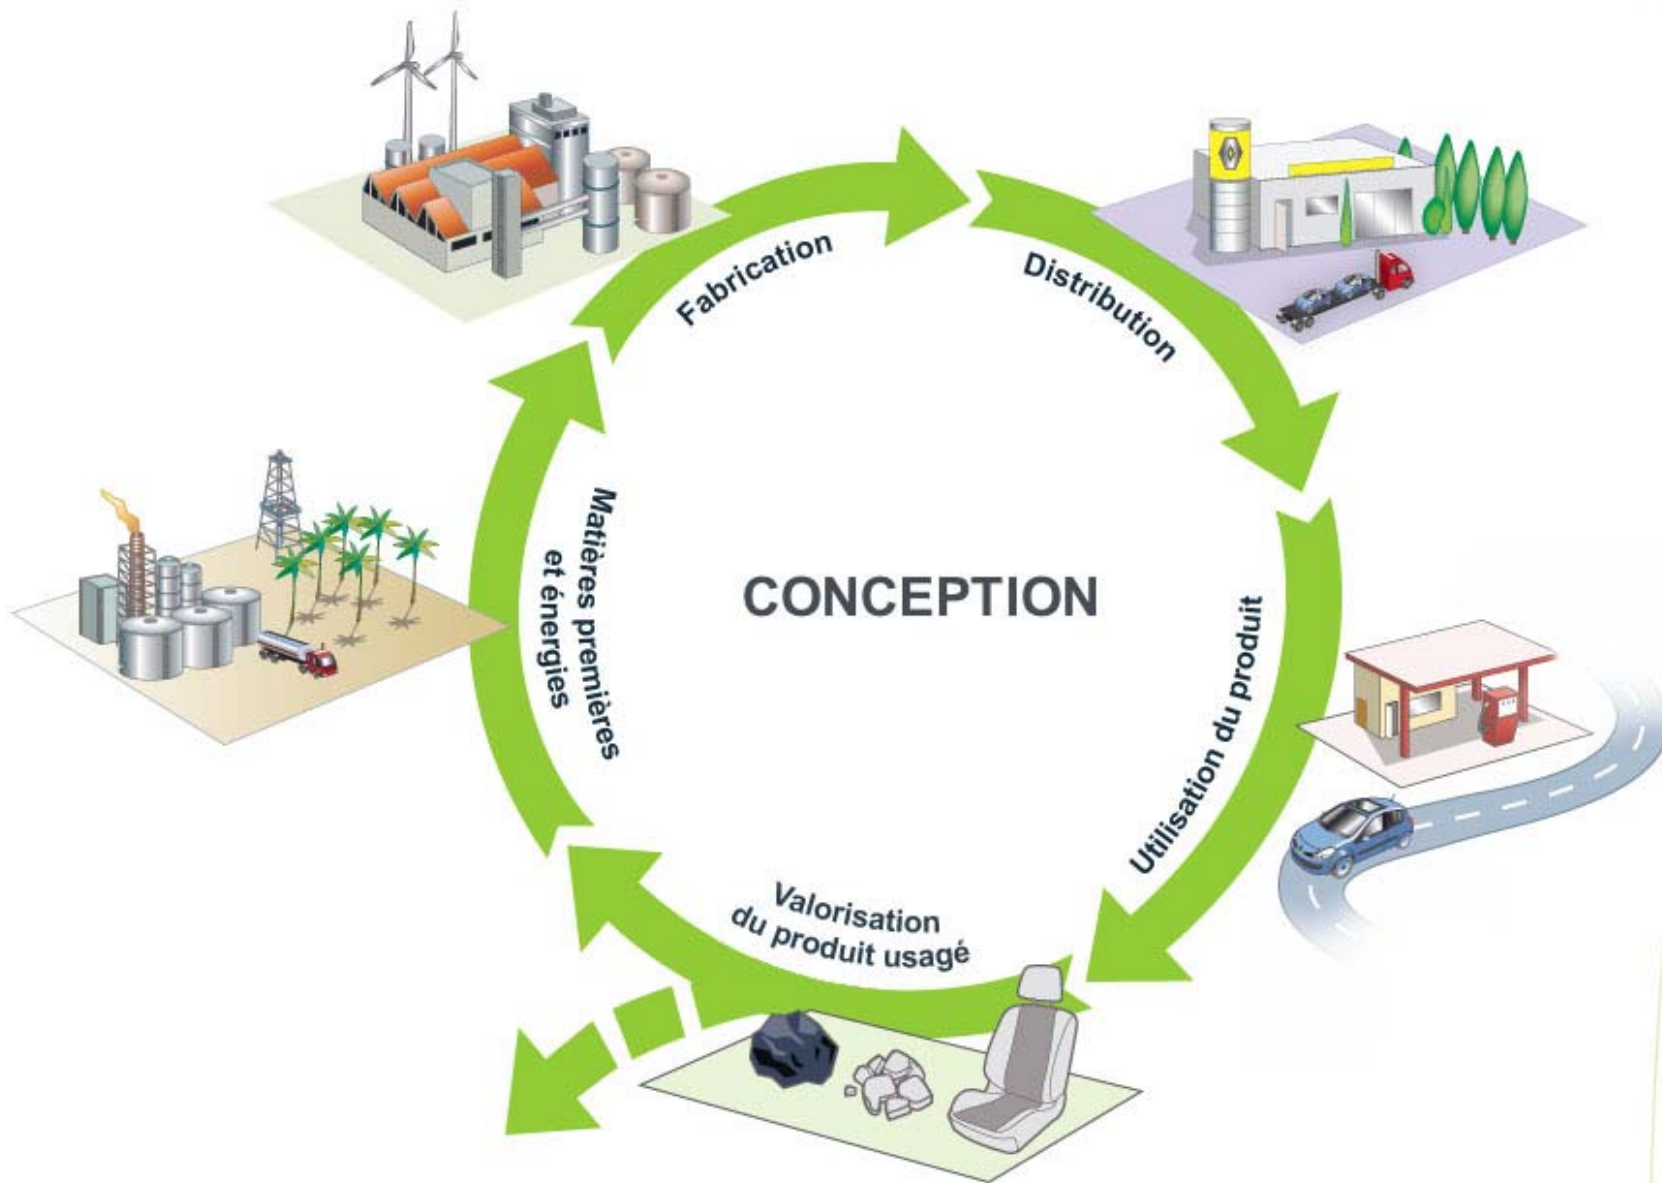 Fabrication
Distribution
Matières premières
et énergies
CONCEPTION
Utilisation du produit
Valorisation
du produit usagé